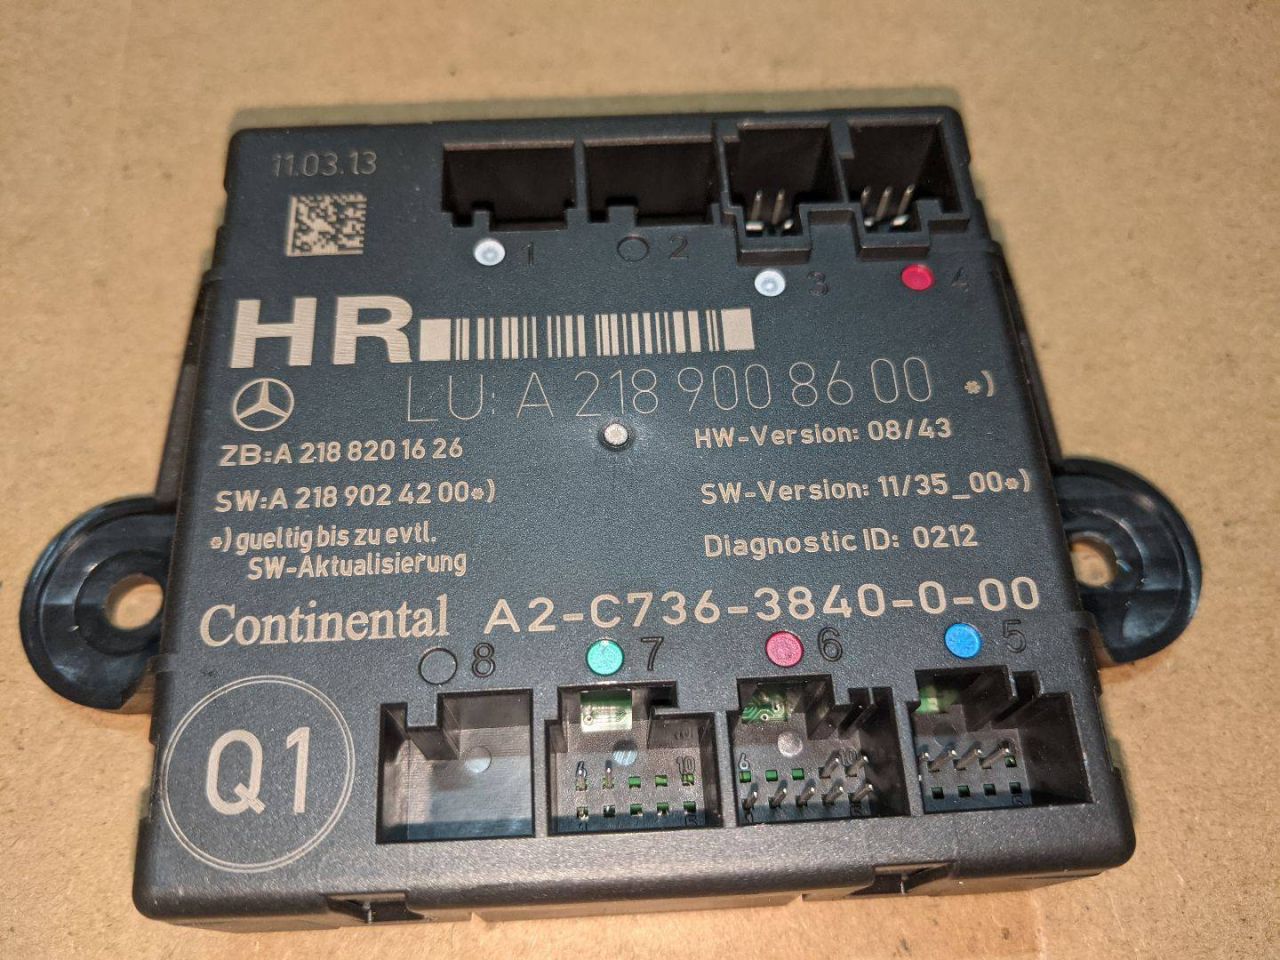 11.03.13
1 2 3 4
HR
LU: A 218 900 86 00 *)
ZB: A 218 820 16 26
HW-Version: 08/43
SW: A 218 902 42 00 *)
SW-Version: 11/35_00 *)
*) gueltig bis zu evtl.
SW-Aktualisierung
Diagnostic ID: 0212
Continental A2-C736-3840-0-00
8 7 6 5
Q1